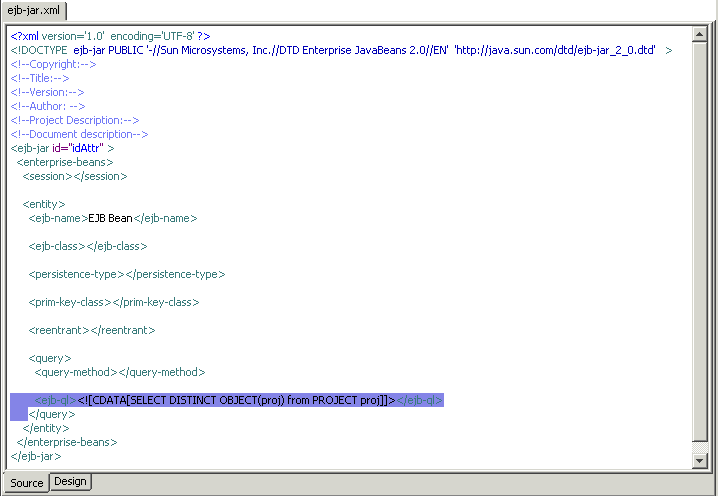 ejb-jar.xml
<?xml version='1.0' encoding='UTF-8' ?>
<!DOCTYPE ejb-jar PUBLIC '-//Sun Microsystems, Inc.//DTD Enterprise JavaBeans 2.0//EN' 'http://java.sun.com/dtd/ejb-jar_2_0.dtd' >
<!--Copyright:-->
<!--Title:-->
<!--Version:-->
<!--Author: -->
<!--Project Description:-->
<!--Document description-->
<ejb-jar id="idAttr" >
<enterprise-beans>
<session></session>
<entity>
<ejb-name>EJB Bean</ejb-name>
<ejb-class></ejb-class>
<persistence-type></persistence-type>
<prim-key-class></prim-key-class>
<reentrant></reentrant>
<query>
<query-method></query-method>
<ejb-ql><![CDATA[SELECT DISTINCT OBJECT(proj) from PROJECT proj]]></ejb-ql>
</query>
</entity>
</enterprise-beans>
</ejb-jar>
Source Design